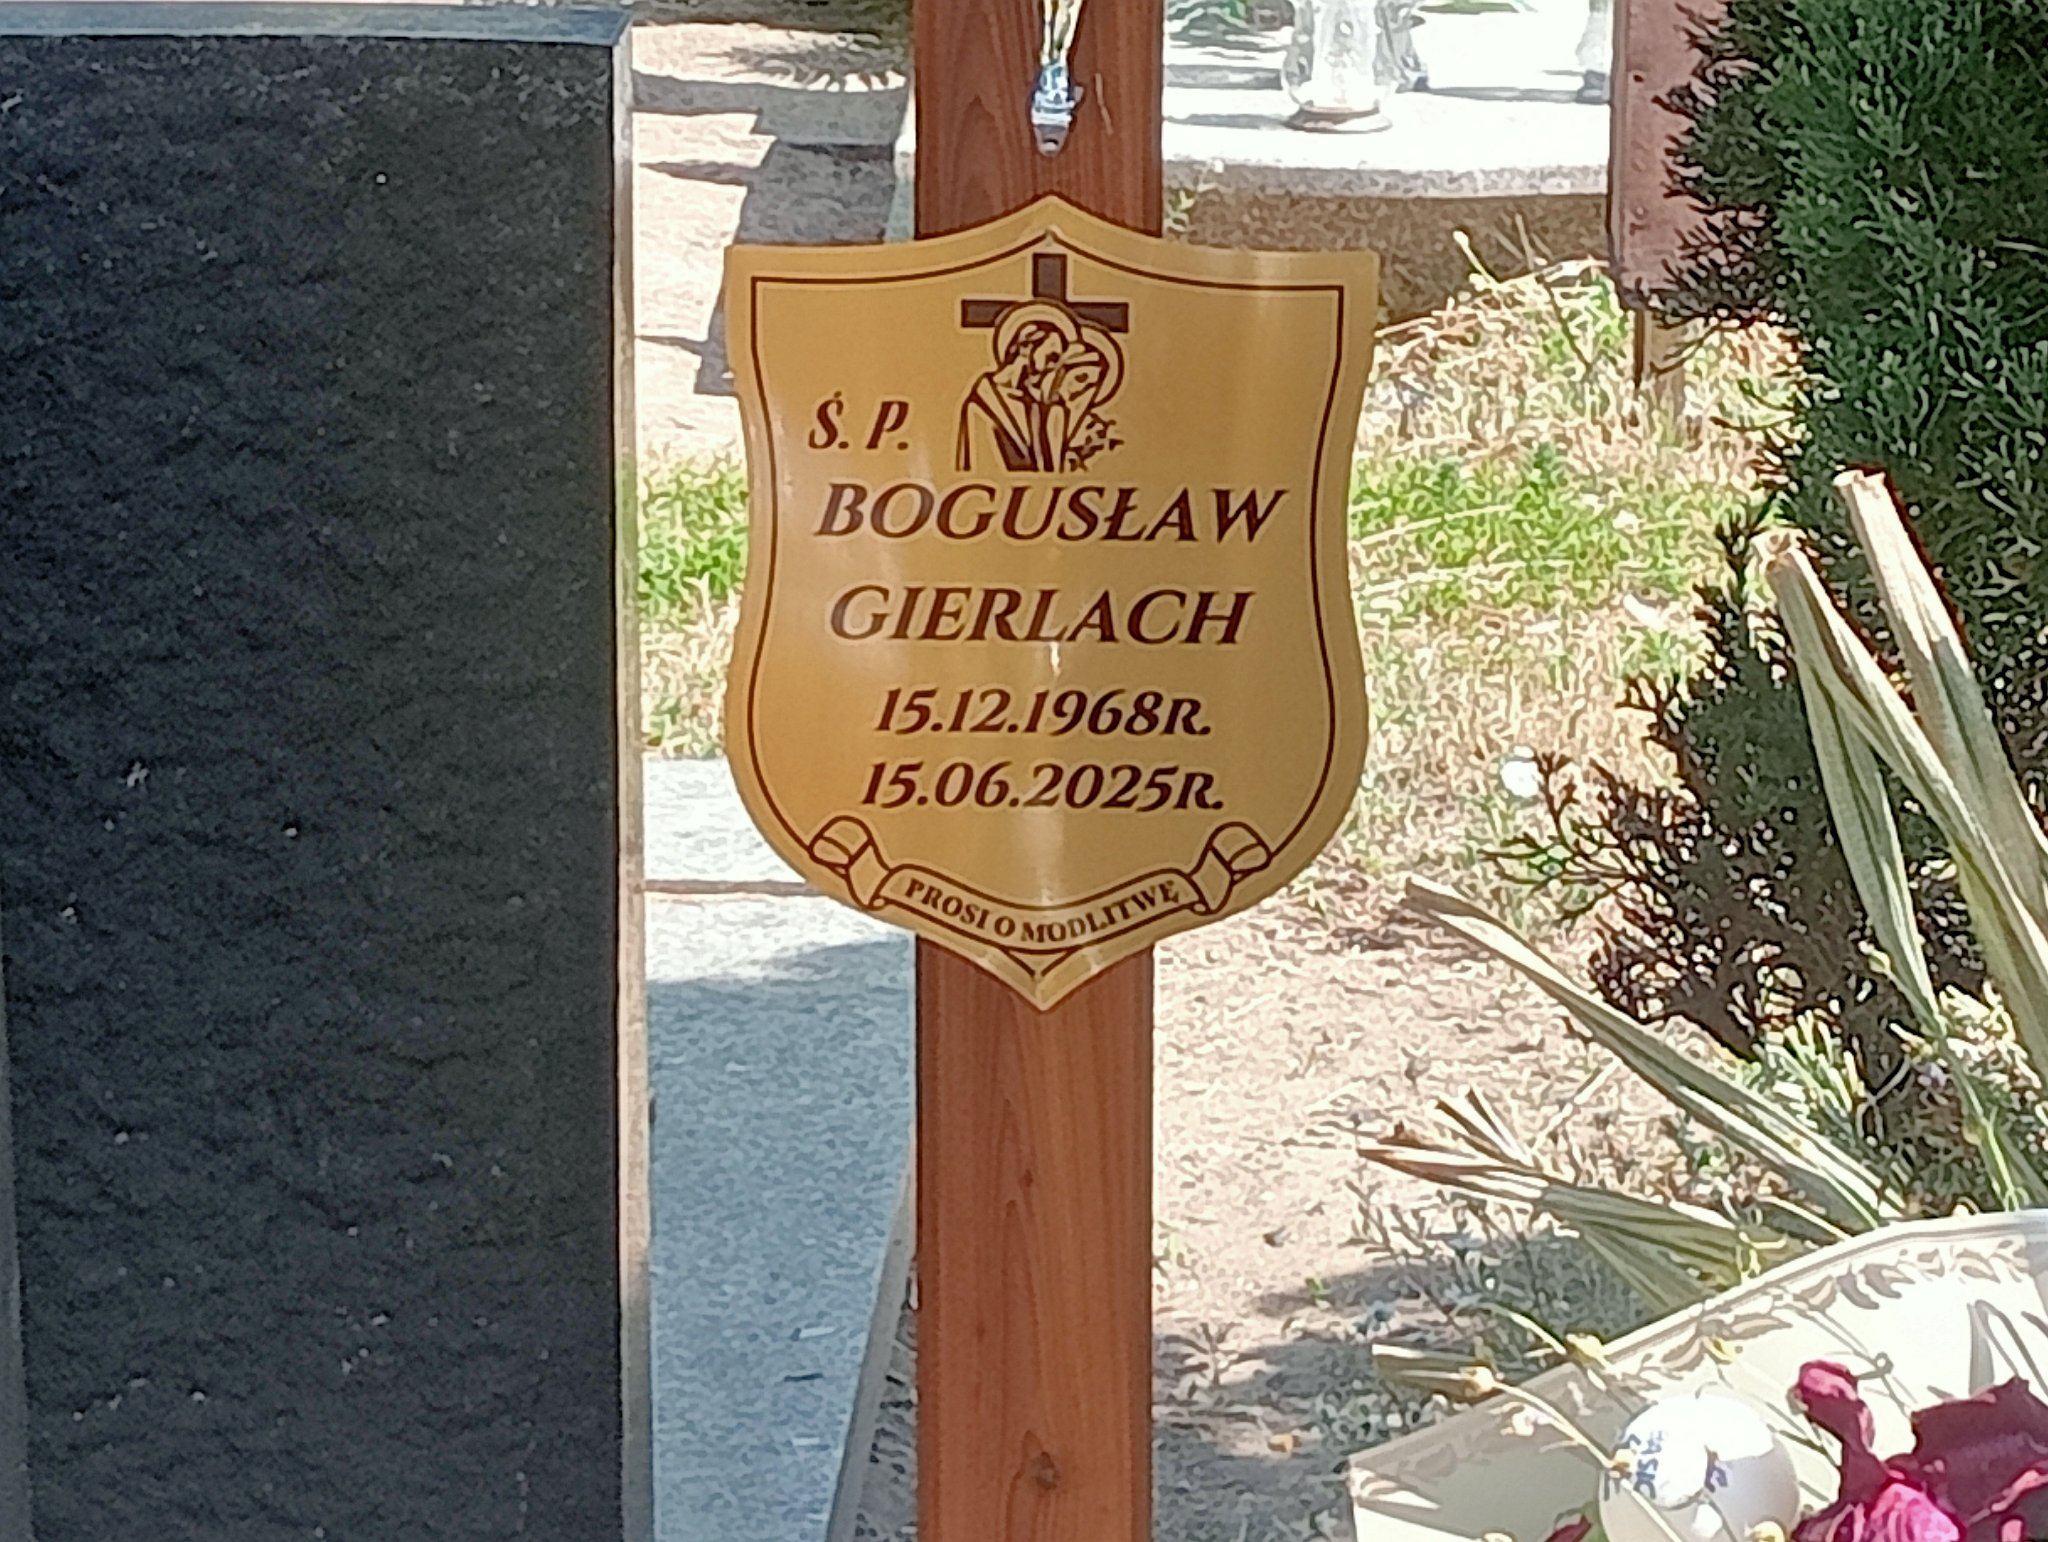 Ś. P.
BOGUSŁAW
GIERLACH
15.12.1968R.
15.06.2025R.
PROSI O MODLITWĘ